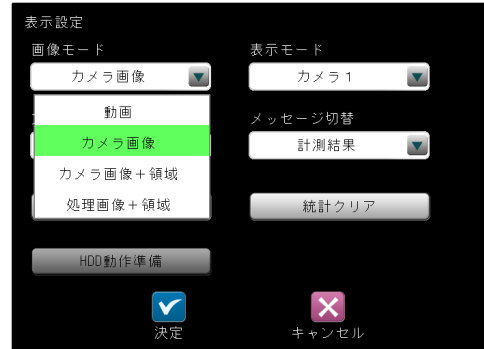 表示設定
画像モード
表示モード
カメラ画像
カメラ1
動画
カメラ画像
カメラ画像+領域
処理画像+領域
メッセージ切替
計測結果
統計クリア
HDD動作準備
決定
キャンセル